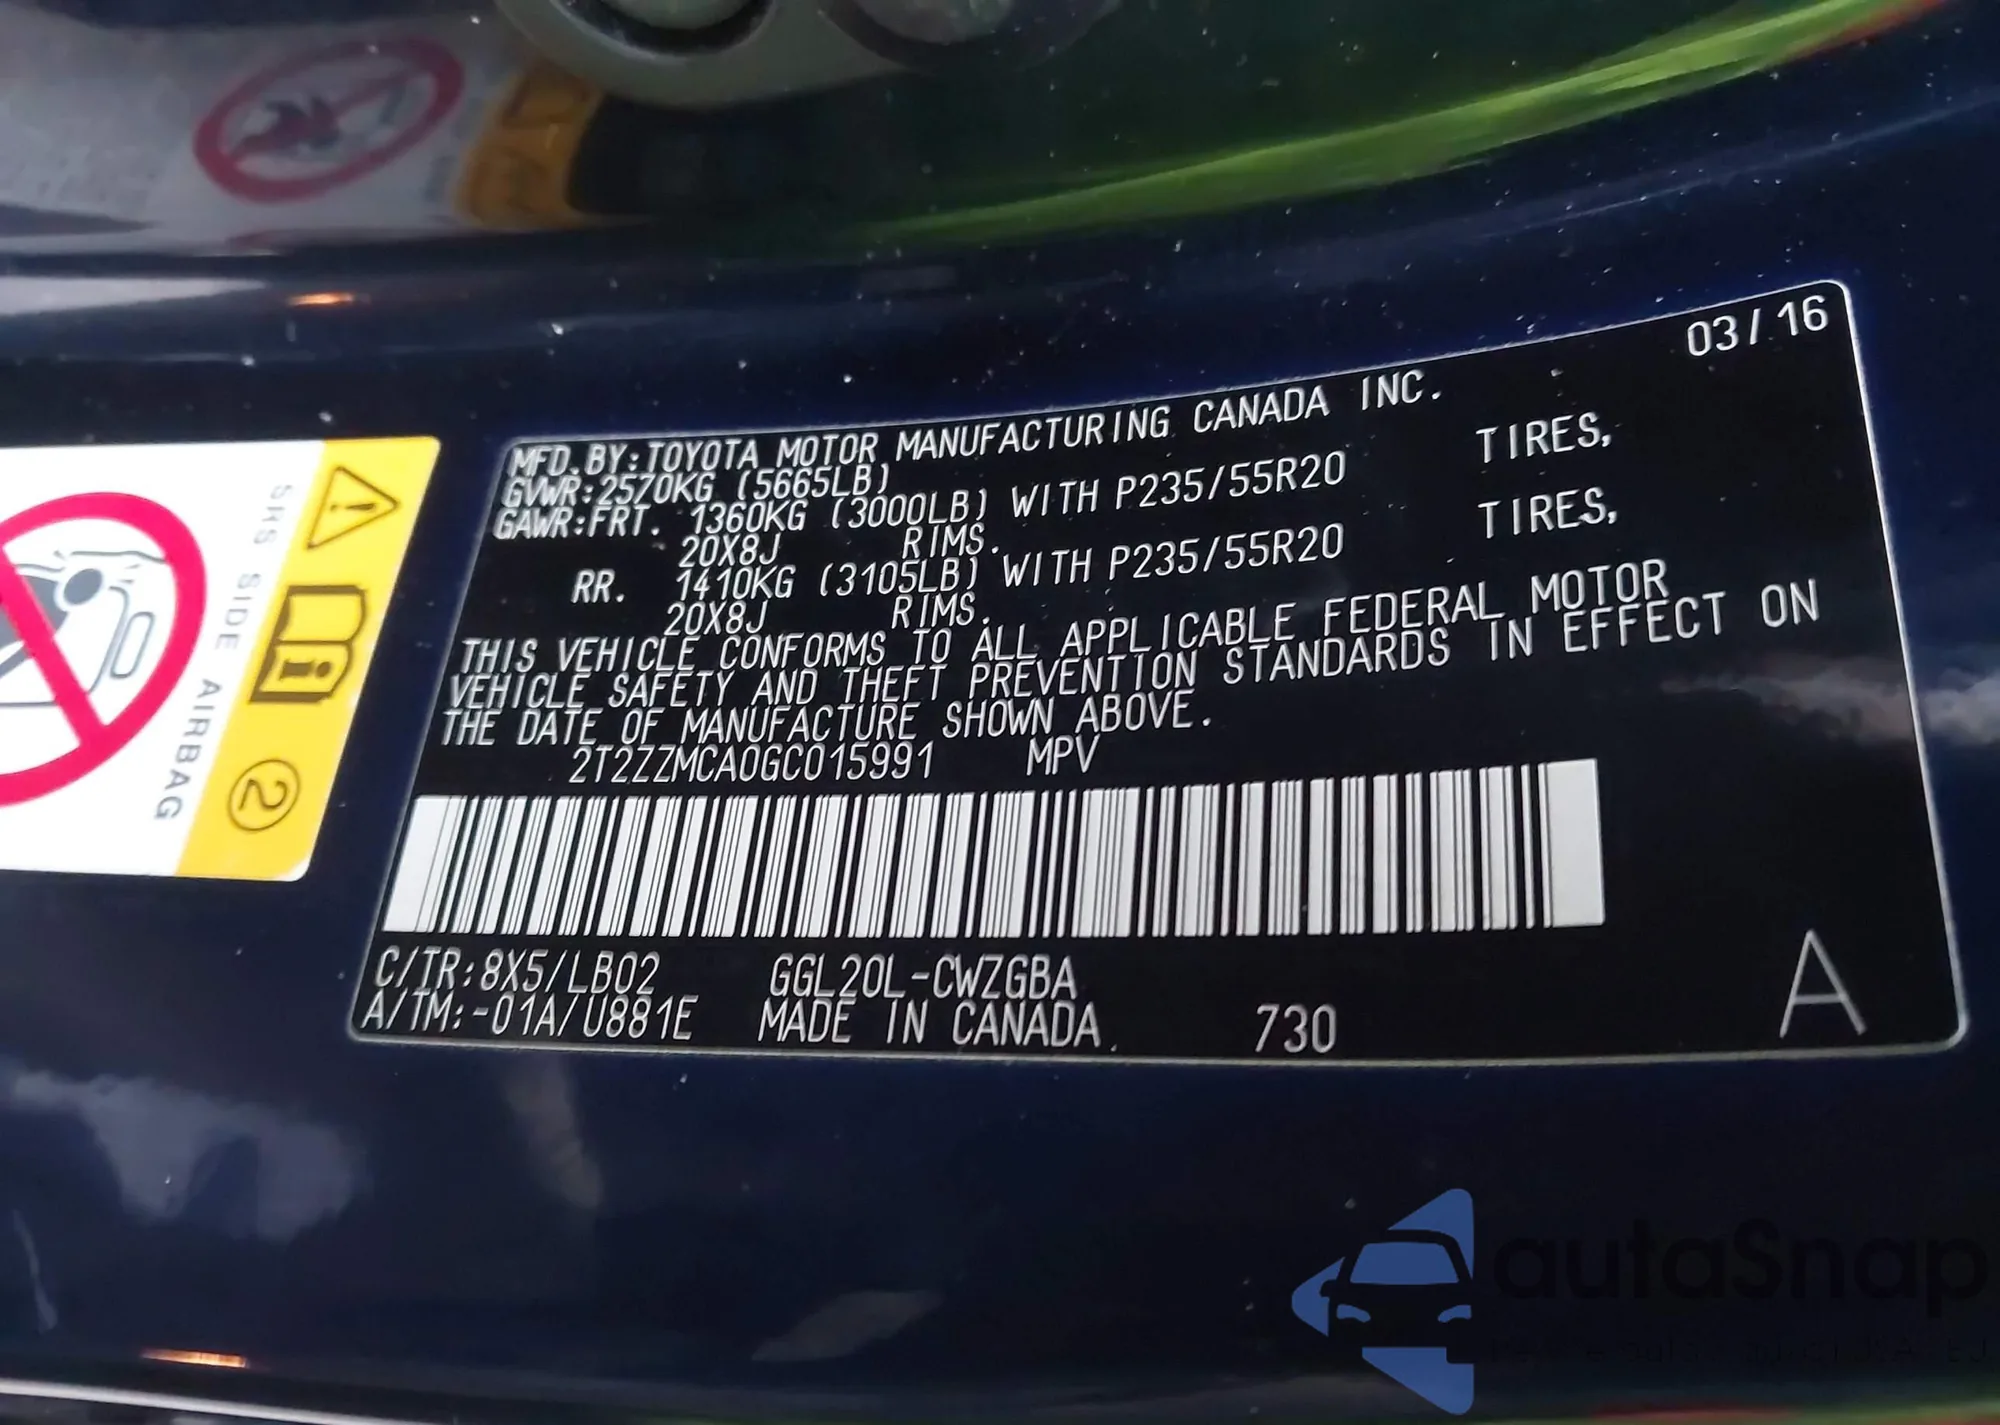 03/16
MFD.BY:TOYOTA MOTOR MANUFACTURING CANADA INC.
GVWR:2570KG (5665LB)
GAWR:FRT. 1360KG (3000LB) WITH P235/55R20 TIRES,
20X8J RIMS.
RR. 1410KG (3105LB) WITH P235/55R20 TIRES,
20X8J RIMS.
THIS VEHICLE CONFORMS TO ALL APPLICABLE FEDERAL MOTOR
VEHICLE SAFETY AND THEFT PREVENTION STANDARDS IN EFFECT ON
THE DATE OF MANUFACTURE SHOWN ABOVE.
2T2ZZMCA0GC015991 MPV
C/TR:8X5/LB02 GGL20L-CWZGBA
A/TM:-01A/U881E MADE IN CANADA 730
A
SRS SIDE AIRBAG
2
autaSnap